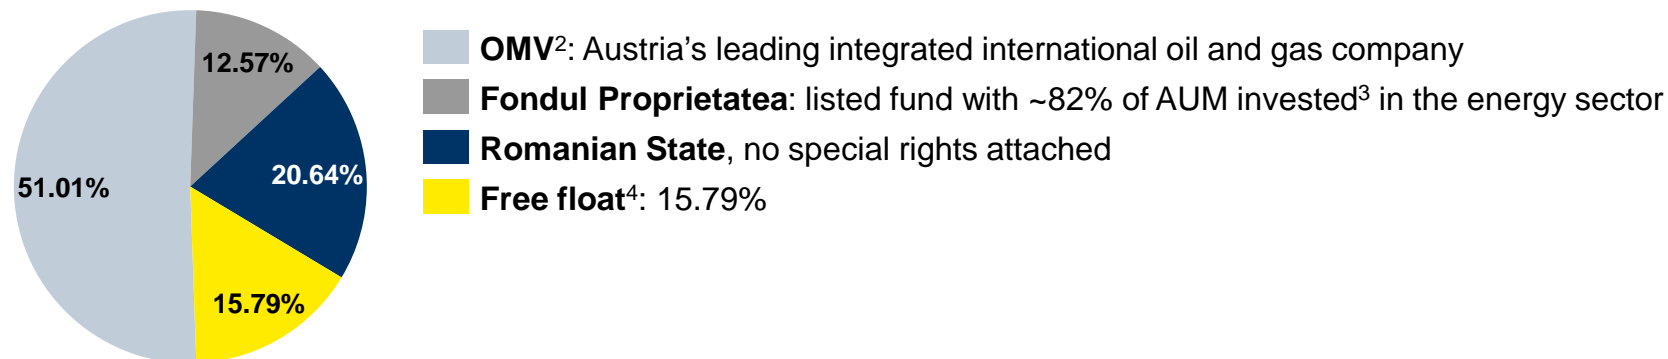 12.57%
20.64%
51.01%
15.79%
OMV²: Austria’s leading integrated international oil and gas company
Fondul Proprietatea: listed fund with ~82% of AUM invested³ in the energy sector
Romanian State, no special rights attached
Free float⁴: 15.79%